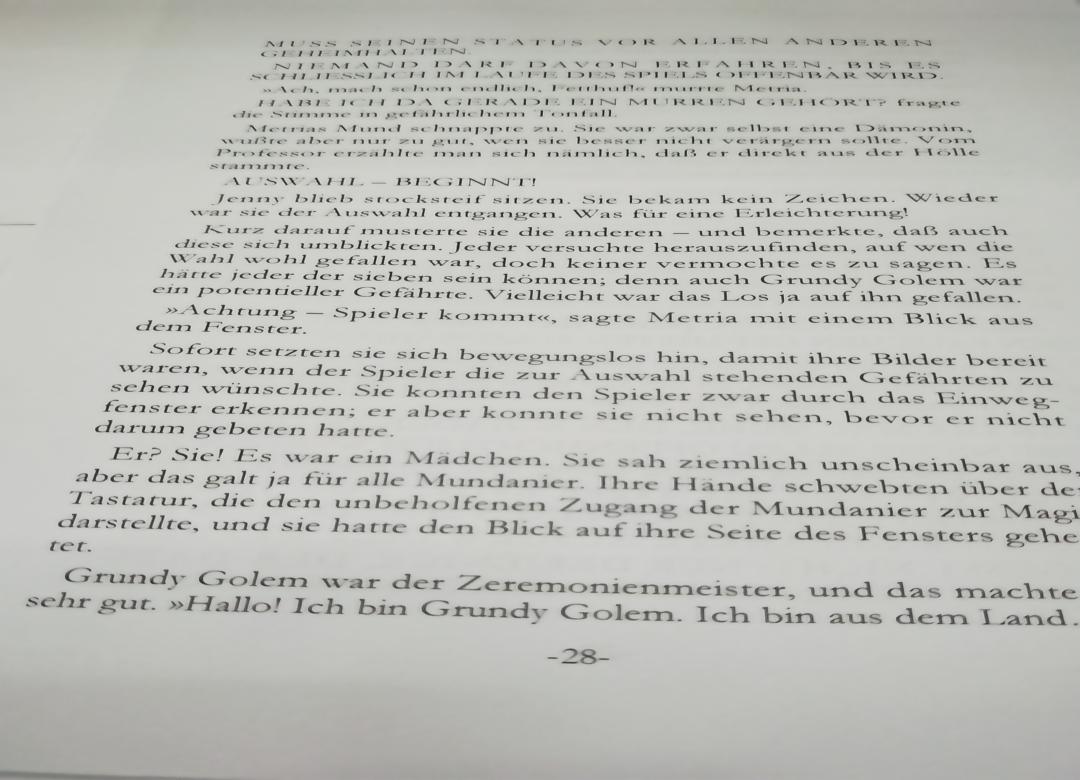 MUSS SEINEN STATUS VOR ALLEN ANDEREN
GEHEIMHALTEN.
NIEMAND DARF DAVON ERFAHREN, BIS ES
SCHLIESSLICH IM LAUFE DES SPIELS OFFENBAR WIRD.
»Ach, mach schon endlich, Fetthuf!« murrte Metria.
HABE ICH DA GERADE EIN MURREN GEHÖRT? fragte
die Stimme in gefährlichem Tonfall.
Metrias Mund schnappte zu. Sie war zwar selbst eine Dämonin,
wußte aber nur zu gut, wen sie besser nicht verärgern sollte. Vom
Professor erzählte man sich nämlich, daß er direkt aus der Hölle
stammte.
AUSWAHL – BEGINNT!
Jenny blieb stocksteif sitzen. Sie bekam kein Zeichen. Wieder
war sie der Auswahl entgangen. Was für eine Erleichterung!
Kurz darauf musterte sie die anderen – und bemerkte, daß auch
diese sich umblickten. Jeder versuchte herauszufinden, auf wen die
Wahl wohl gefallen war, doch keiner vermochte es zu sagen. Es
hätte jeder der sieben sein können; denn auch Grundy Golem war
ein potentieller Gefährte. Vielleicht war das Los ja auf ihn gefallen.
»Achtung – Spieler kommt«, sagte Metria mit einem Blick aus
dem Fenster.
Sofort setzten sie sich bewegungslos hin, damit ihre Bilder bereit
waren, wenn der Spieler die zur Auswahl stehenden Gefährten zu
sehen wünschte. Sie konnten den Spieler zwar durch das Einweg-
fenster erkennen; er aber konnte sie nicht sehen, bevor er nicht
darum gebeten hatte.
Er? Sie! Es war ein Mädchen. Sie sah ziemlich unscheinbar aus,
aber das galt ja für alle Mundanier. Ihre Hände schwebten über de
Tastatur, die den unbeholfenen Zugang der Mundanier zur Magi
darstellte, und sie hatte den Blick auf ihre Seite des Fensters gehe
tet.
Grundy Golem war der Zeremonienmeister, und das machte
sehr gut. »Hallo! Ich bin Grundy Golem. Ich bin aus dem Land.
-28-